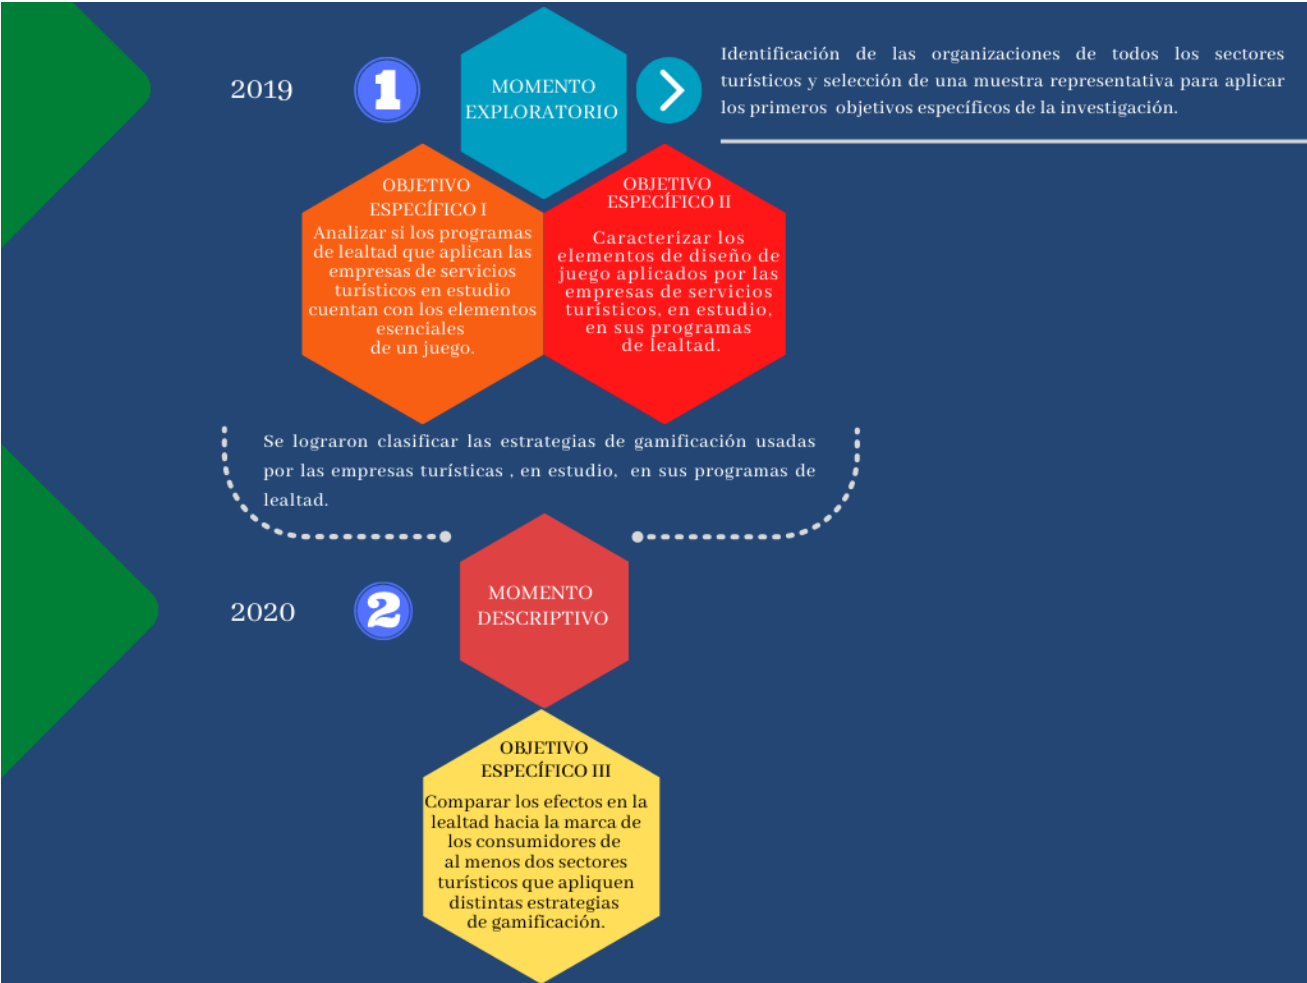 2019
1
MOMENTO
EXPLORATORIO
Identificación de las organizaciones de todos los sectores
turísticos y selección de una muestra representativa para aplicar
los primeros objetivos específicos de la investigación.
OBJETIVO
ESPECÍFICO I
Analizar si los programas
de lealtad que aplican las
empresas de servicios
turísticos en estudio
cuentan con los elementos
esenciales
de un juego.
OBJETIVO
ESPECÍFICO II
Caracterizar los
elementos de diseño de
juego aplicados por las
empresas de servicios
turísticos, en estudio,
en sus programas
de lealtad.
Se lograron clasificar las estrategias de gamificación usadas
por las empresas turísticas , en estudio, en sus programas de
lealtad.
2020
2
MOMENTO
DESCRIPTIVO
OBJETIVO
ESPECÍFICO III
Comparar los efectos en la
lealtad hacia la marca de
los consumidores de
al menos dos sectores
turísticos que apliquen
distintas estrategias
de gamificación.